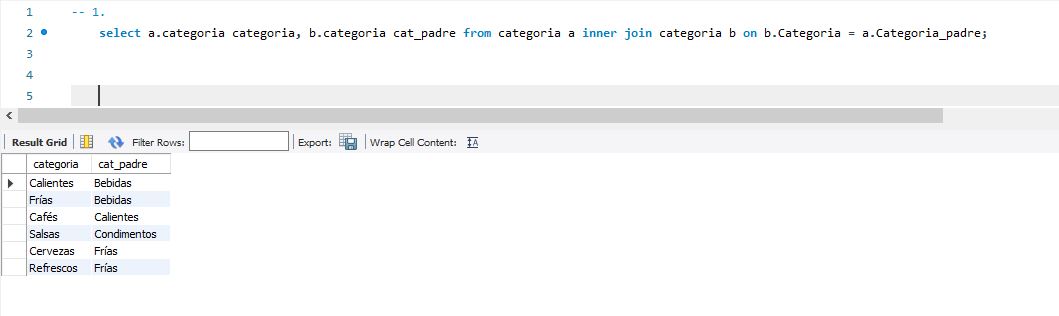 1 -- 1.
2 select a.categoria categoria, b.categoria cat_padre from categoria a inner join categoria b on b.Categoria = a.Categoria_padre;
3
4
5
Result Grid Filter Rows: Export: Wrap Cell Content:
categoria cat_padre
Calientes Bebidas
Frías Bebidas
Cafés Calientes
Salsas Condimentos
Cervezas Frías
Refrescos Frías